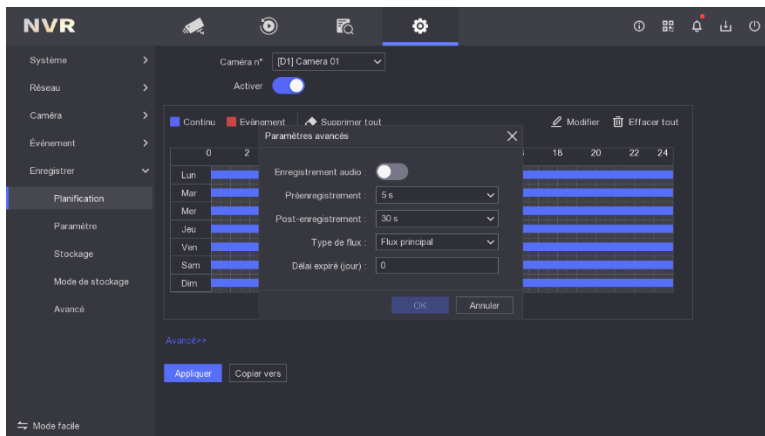 NVR
Système
Réseau
Caméra
Événement
Enregistrer
Planification
Paramètre
Stockage
Mode de stockage
Avancé
Mode facile
Caméra n° [D1] Camera 01
Activer
Continu Evénement Supprimer tout Modifier Effacer tout
Paramètres avancés
0 2 18 20 22 24
Lun
Mar
Mer
Jeu
Ven
Sam
Dim
Enregistrement audio :
Préenregistrement : 5 s
Post-enregistrement : 30 s
Type de flux : Flux principal
Délai expiré (jour) : 0
OK Annuler
Avancé>>
Appliquer Copier vers